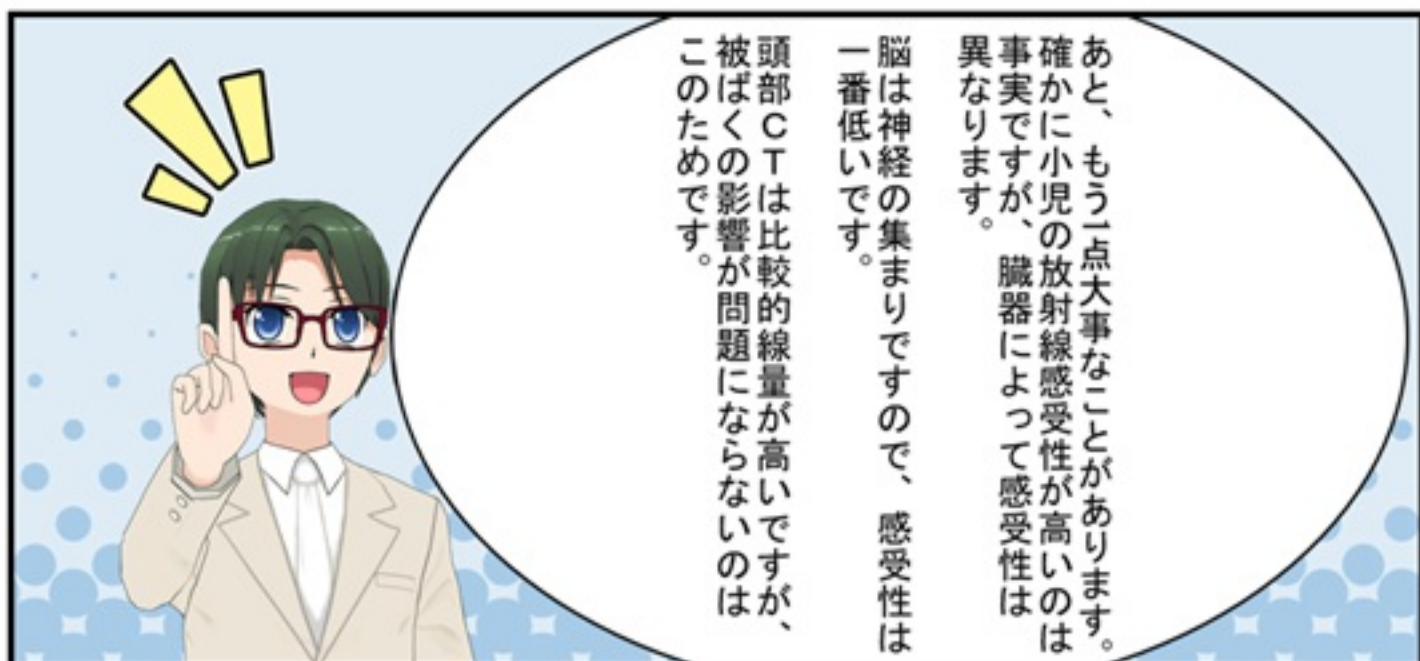 あと、もう一点大事なことがあります。
確かに小児の放射線感受性が高いのは
事実ですが、臓器によって感受性は
異なります。
脳は神経の集まりですので、感受性は
一番低いです。
頭部ＣＴは比較的線量が高いですが、
被ばくの影響が問題にならないのは
このためです。